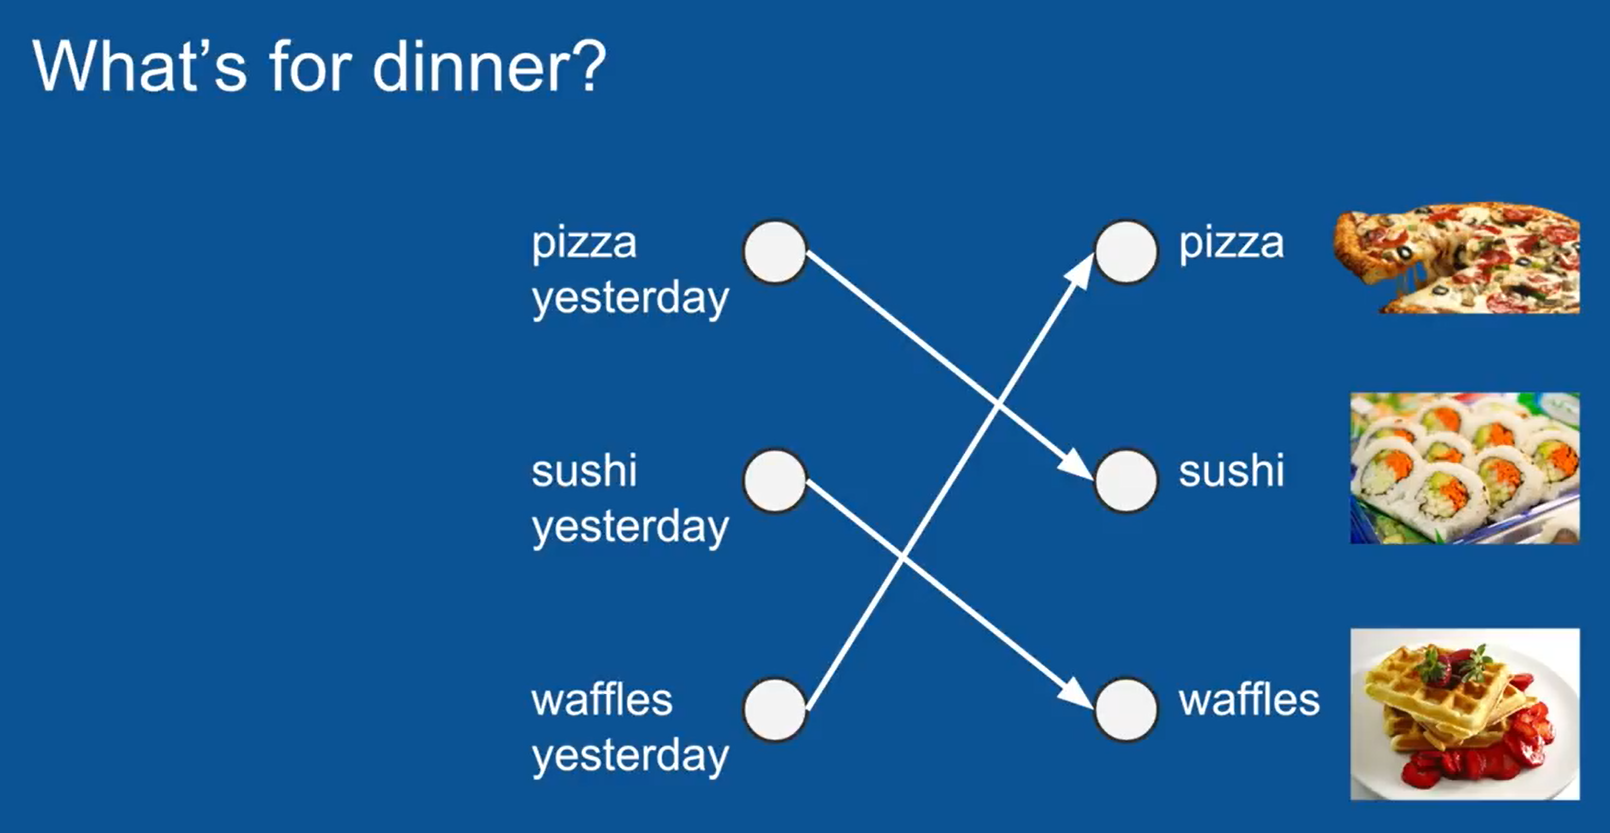 What's for dinner?
pizza
yesterday
pizza
sushi
yesterday
sushi
waffles
yesterday
waffles